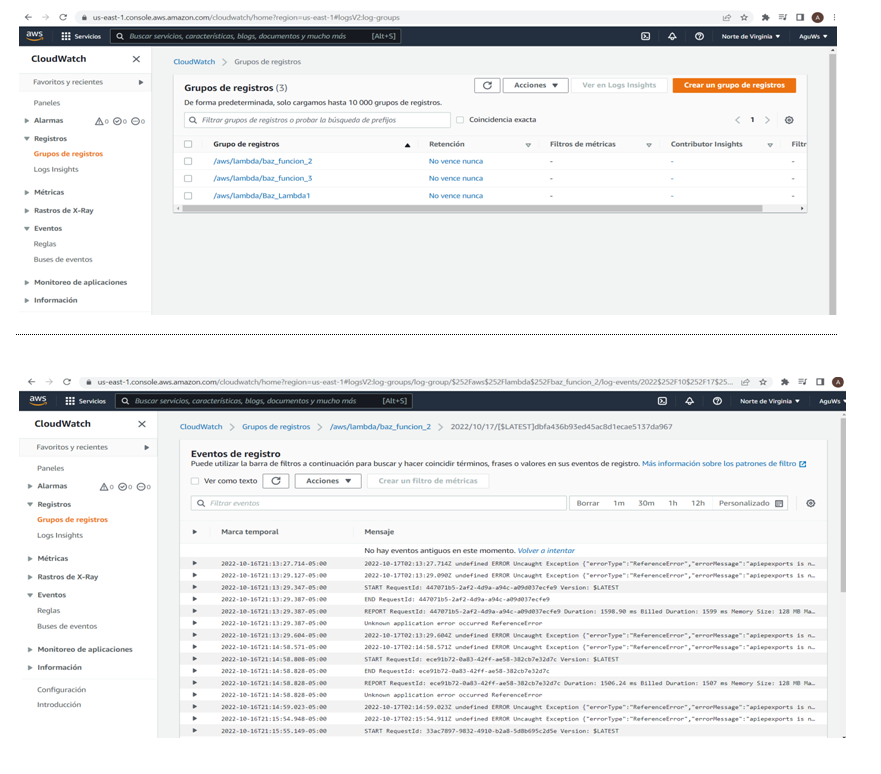 us-east-1.console.aws.amazon.com/cloudwatch/home?region=us-east-1#logsV2:log-groups
aws Servicios Buscar servicios, características, blogs, documentos y mucho más [Alt+S] Norte de Virginia AguWs
CloudWatch
Favoritos y recientes
Paneles
Alarmas 0 0 0
Registros
Grupos de registros
Logs Insights
Métricas
Rastros de X-Ray
Eventos
Reglas
Buses de eventos
Monitoreo de aplicaciones
Información
CloudWatch > Grupos de registros
Grupos de registros (3)
Acciones Ver en Logs Insights Crear un grupo de registros
De forma predeterminada, solo cargamos hasta 10 000 grupos de registros.
Filtrar grupos de registros o probar la búsqueda de prefijos Coincidencia exacta 1
Grupo de registros Retención Filtros de métricas Contributor Insights Filtr
/aws/lambda/baz_funcion_2 No vence nunca - - -
/aws/lambda/baz_funcion_3 No vence nunca - - -
/aws/lambda/Baz_Lambda1 No vence nunca - - -
us-east-1.console.aws.amazon.com/cloudwatch/home?region=us-east-1#logsV2:log-groups/log-group/$252Faws$252Flambda$252Fbaz_funcion_2/log-events/2022$252F10$252F17$25...
aws Servicios Buscar servicios, características, blogs, documentos y mucho más [Alt+S] Norte de Virginia AguWs
CloudWatch
Favoritos y recientes
Paneles
Alarmas 0 0 0
Registros
Grupos de registros
Logs Insights
Métricas
Rastros de X-Ray
Eventos
Reglas
Buses de eventos
Monitoreo de aplicaciones
Información
Configuración
Introducción
CloudWatch > Grupos de registros > /aws/lambda/baz_funcion_2 > 2022/10/17/[$LATEST]dbfa436b93ed45ac8d1ecae5137da967
Eventos de registro
Puede utilizar la barra de filtros a continuación para buscar y hacer coincidir términos, frases o valores en sus eventos de registro. Más información sobre los patrones de filtro
Ver como texto Acciones Crear un filtro de métricas
Filtrar eventos Borrar 1m 30m 1h 12h Personalizado
Marca temporal Mensaje
No hay eventos antiguos en este momento. Volver a intentar
2022-10-16T21:13:27.714-05:00 2022-10-17T02:13:27.714Z undefined ERROR Uncaught Exception {"errorType":"ReferenceError","errorMessage":"apiepexports is n…
2022-10-16T21:13:29.127-05:00 2022-10-17T02:13:29.090Z undefined ERROR Uncaught Exception {"errorType":"ReferenceError","errorMessage":"apiepexports is n…
2022-10-16T21:13:29.347-05:00 START RequestId: 447071b5-2af2-4d9a-a94c-a09d037ecfe9 Version: $LATEST
2022-10-16T21:13:29.387-05:00 END RequestId: 447071b5-2af2-4d9a-a94c-a09d037ecfe9
2022-10-16T21:13:29.387-05:00 REPORT RequestId: 447071b5-2af2-4d9a-a94c-a09d037ecfe9 Duration: 1598.90 ms Billed Duration: 1599 ms Memory Size: 128 MB Ma…
2022-10-16T21:13:29.387-05:00 Unknown application error occurred ReferenceError
2022-10-16T21:13:29.604-05:00 2022-10-17T02:13:29.604Z undefined ERROR Uncaught Exception {"errorType":"ReferenceError","errorMessage":"apiepexports is n…
2022-10-16T21:14:58.571-05:00 2022-10-17T02:14:58.571Z undefined ERROR Uncaught Exception {"errorType":"ReferenceError","errorMessage":"apiepexports is n…
2022-10-16T21:14:58.808-05:00 START RequestId: ece91b72-0a83-42ff-ae58-382cb7e32d7c Version: $LATEST
2022-10-16T21:14:58.828-05:00 END RequestId: ece91b72-0a83-42ff-ae58-382cb7e32d7c
2022-10-16T21:14:58.828-05:00 REPORT RequestId: ece91b72-0a83-42ff-ae58-382cb7e32d7c Duration: 1506.24 ms Billed Duration: 1507 ms Memory Size: 128 MB Ma…
2022-10-16T21:14:58.828-05:00 Unknown application error occurred ReferenceError
2022-10-16T21:14:59.023-05:00 2022-10-17T02:14:59.023Z undefined ERROR Uncaught Exception {"errorType":"ReferenceError","errorMessage":"apiepexports is n…
2022-10-16T21:15:54.948-05:00 2022-10-17T02:15:54.911Z undefined ERROR Uncaught Exception {"errorType":"ReferenceError","errorMessage":"apiepexports is n…
2022-10-16T21:15:55.149-05:00 START RequestId: 33ac7897-9832-4910-b2a8-5d8b695c2d5e Version: $LATEST